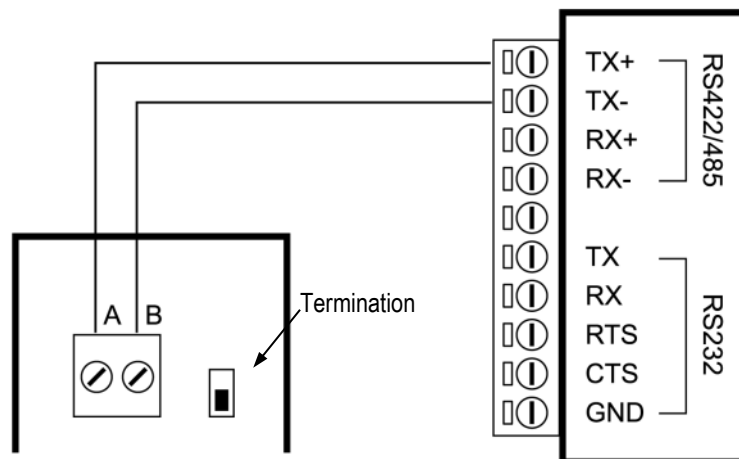 TX+
TX-
RX+
RX-
RS422/485
TX
RX
RTS
CTS
GND
RS232
A B
Termination